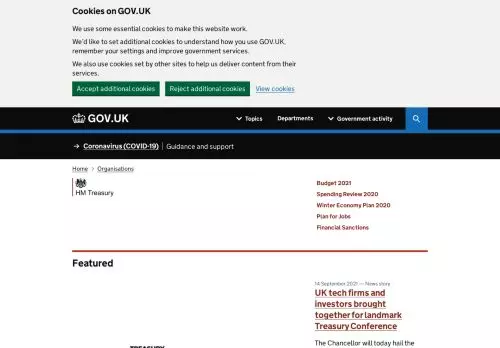 Cookies on GOV.UK
We use some essential cookies to make this website work.
We'd like to set additional cookies to understand how you use GOV.UK,
remember your settings and improve government services.
We also use cookies set by other sites to help us deliver content from their
services.
Accept additional cookies Reject additional cookies View cookies
GOV.UK Topics Departments Government activity
→ Coronavirus (COVID-19) Guidance and support
Home > Organisations
HM Treasury
Budget 2021
Spending Review 2020
Winter Economy Plan 2020
Plan for Jobs
Financial Sanctions
Featured
14 September 2021 — News story
UK tech firms and
investors brought
together for landmark
Treasury Conference
The Chancellor will today hail the
TREASURY